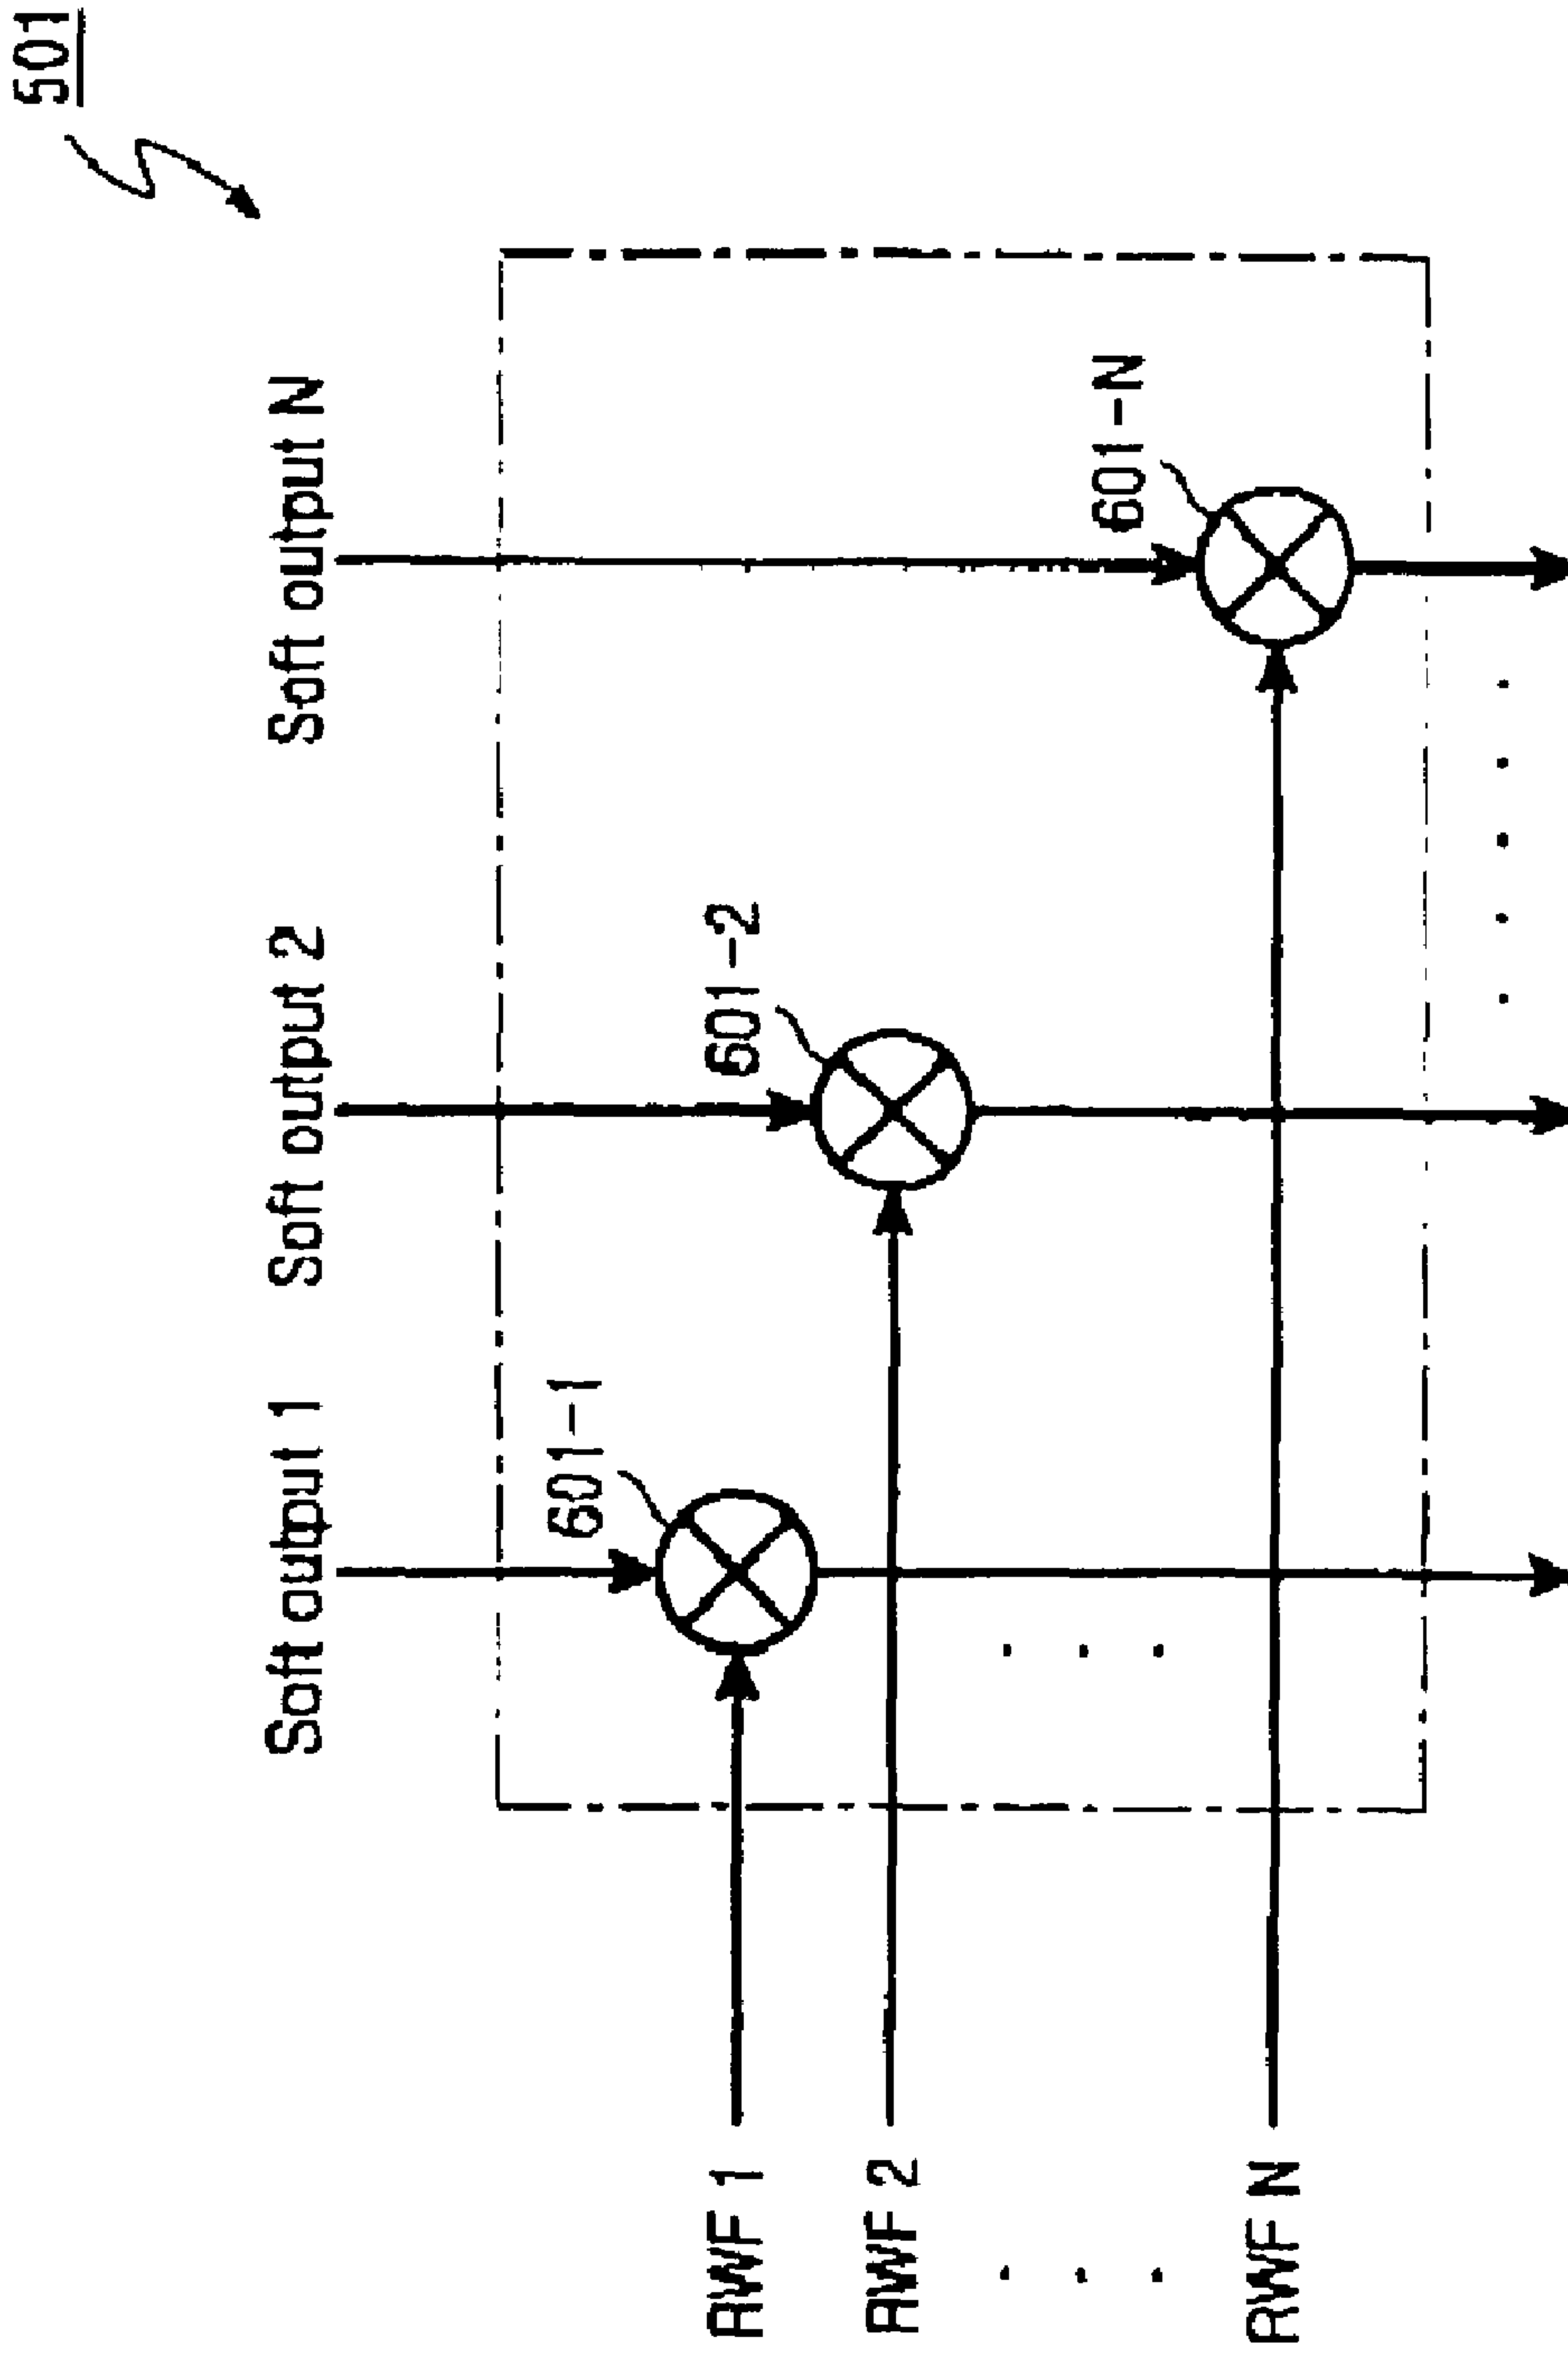 501
Soft output 1
Soft output 2
Soft output N
601-1
601-2
601-N
RWF 1
RWF 2
RWF N